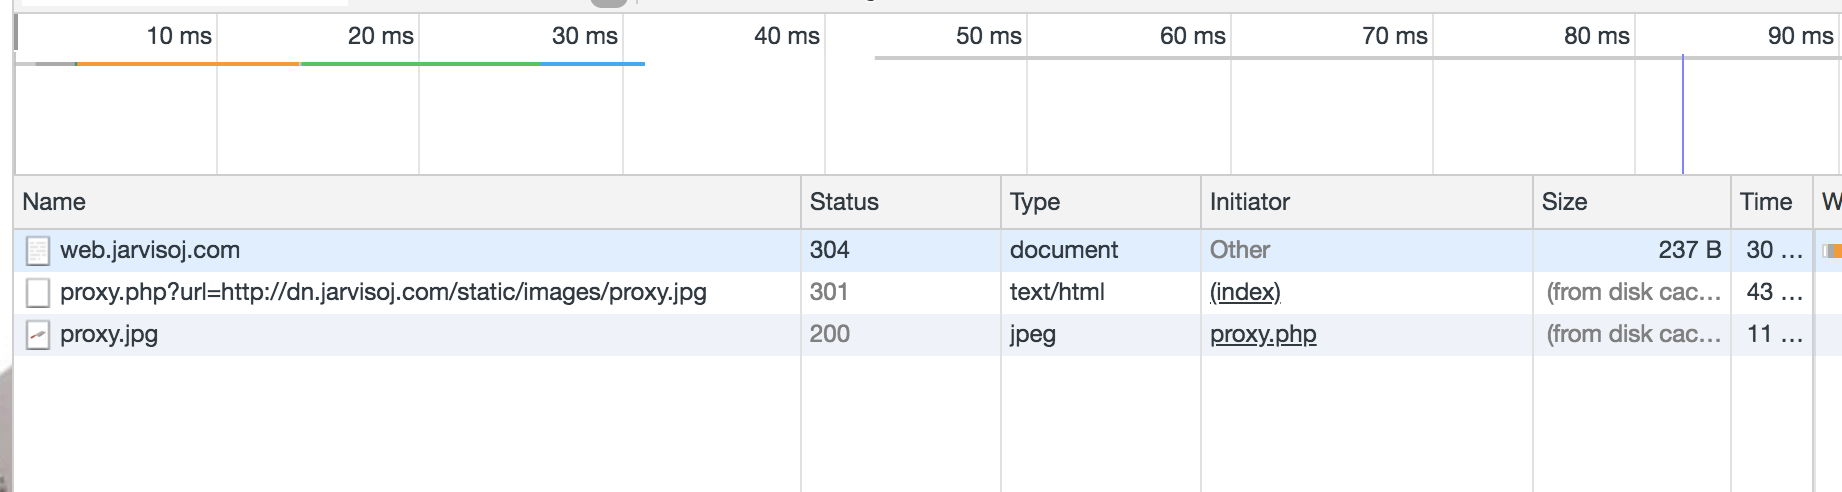 10 ms 20 ms 30 ms 40 ms 50 ms 60 ms 70 ms 80 ms 90 ms
Name Status Type Initiator Size Time W
web.jarvisoj.com 304 document Other 237 B 30 ...
proxy.php?url=http://dn.jarvisoj.com/static/images/proxy.jpg 301 text/html (index) (from disk cac... 43 ...
proxy.jpg 200 jpeg proxy.php (from disk cac... 11 ...